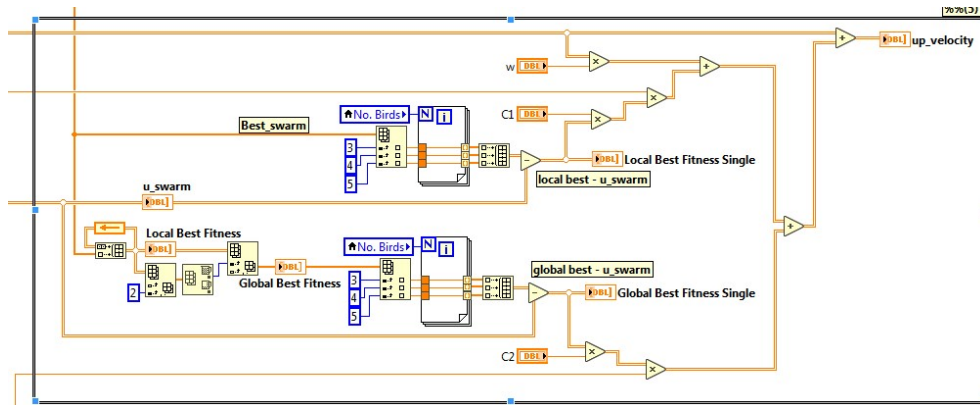 %%(3)
up_velocity
DBL
w
DBL
No. Birds
N
i
C1
DBL
Best_swarm
3
4
5
DBL
Local Best Fitness Single
local best - u_swarm
u_swarm
DBL
Local Best Fitness
DBL
No. Birds
N
i
global best - u_swarm
2
DBL
Global Best Fitness
3
4
5
DBL
Global Best Fitness Single
C2
DBL